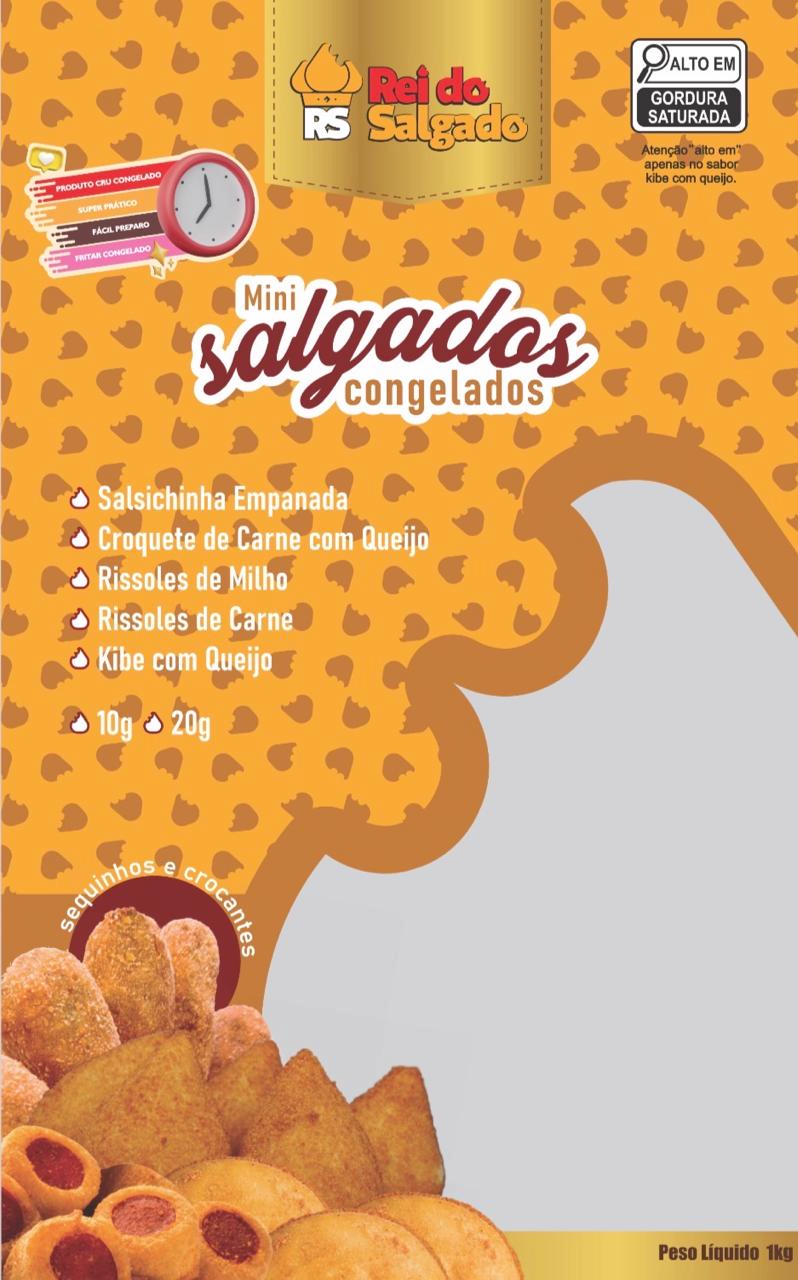 RS
Rei do
Salgado
ALTO EM
GORDURA
SATURADA
Atenção "alto em"
apenas no sabor
kibe com queijo.
PRODUTO CRU CONGELADO
SUPER PRÁTICO
FÁCIL PREPARO
FRITAR CONGELADO
Mini
salgados
congelados
Salsichinha Empanada
Croquete de Carne com Queijo
Rissoles de Milho
Rissoles de Carne
Kibe com Queijo
10g 20g
sequinhos e crocantes
Peso Líquido 1kg